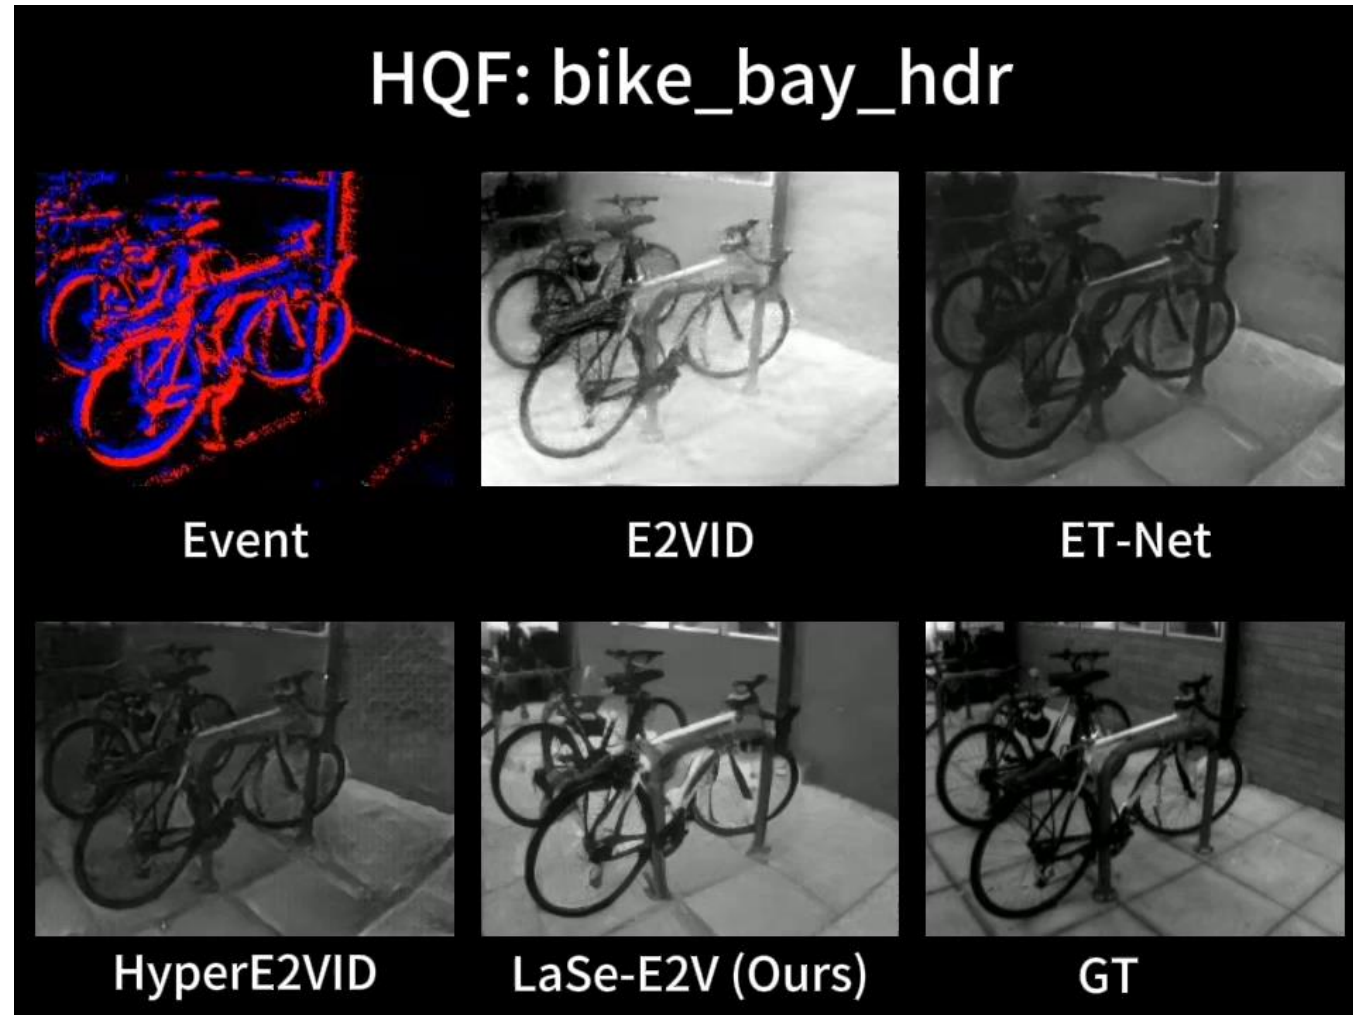 HQF: bike_bay_hdr
Event
E2VID
ET-Net
HyperE2VID
LaSe-E2V (Ours)
GT